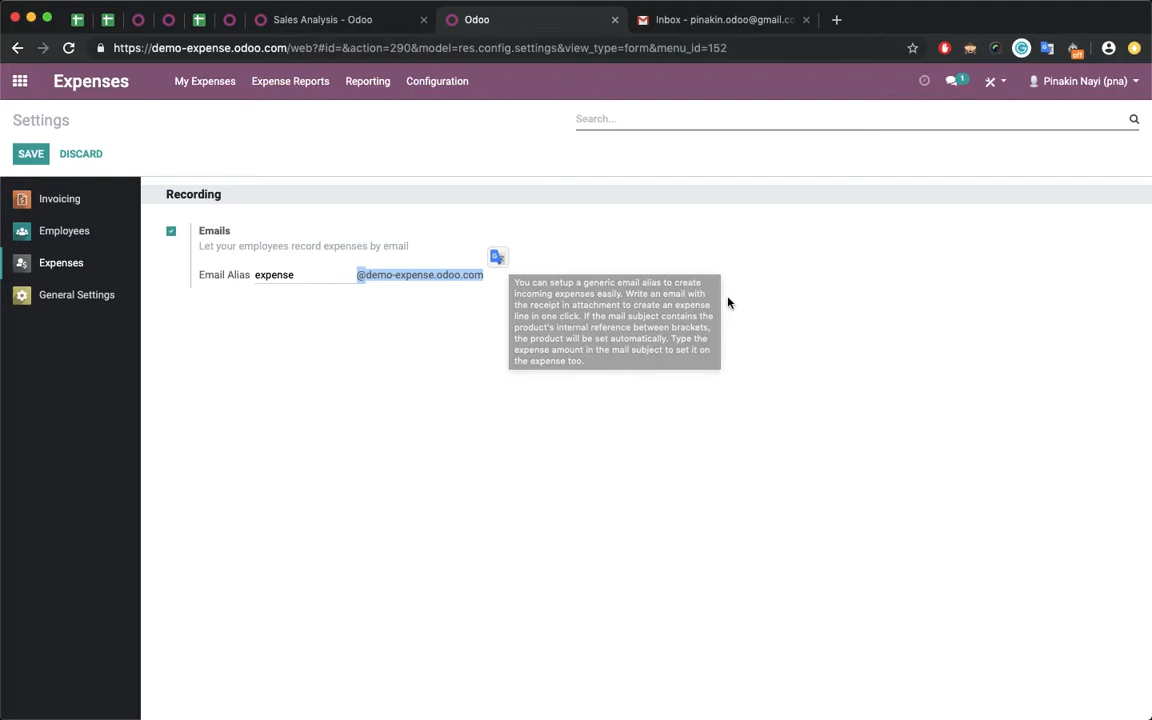 Sales Analysis - Odoo
Odoo
Inbox - pinakin.odoo@gmail.co
https://demo-expense.odoo.com/web?#id=&action=290&model=res.config.settings&view_type=form&menu_id=152
off
Expenses
My Expenses
Expense Reports
Reporting
Configuration
1
Pinakin Nayi (pna)
Settings
Search...
SAVE
DISCARD
Invoicing
Employees
Expenses
General Settings
Recording
Emails
Let your employees record expenses by email
Email Alias expense @demo-expense.odoo.com
You can setup a generic email alias to create
incoming expenses easily. Write an email with
the receipt in attachment to create an expense
line in one click. If the mail subject contains the
product's internal reference between brackets,
the product will be set automatically. Type the
expense amount in the mail subject to set it on
the expense too.